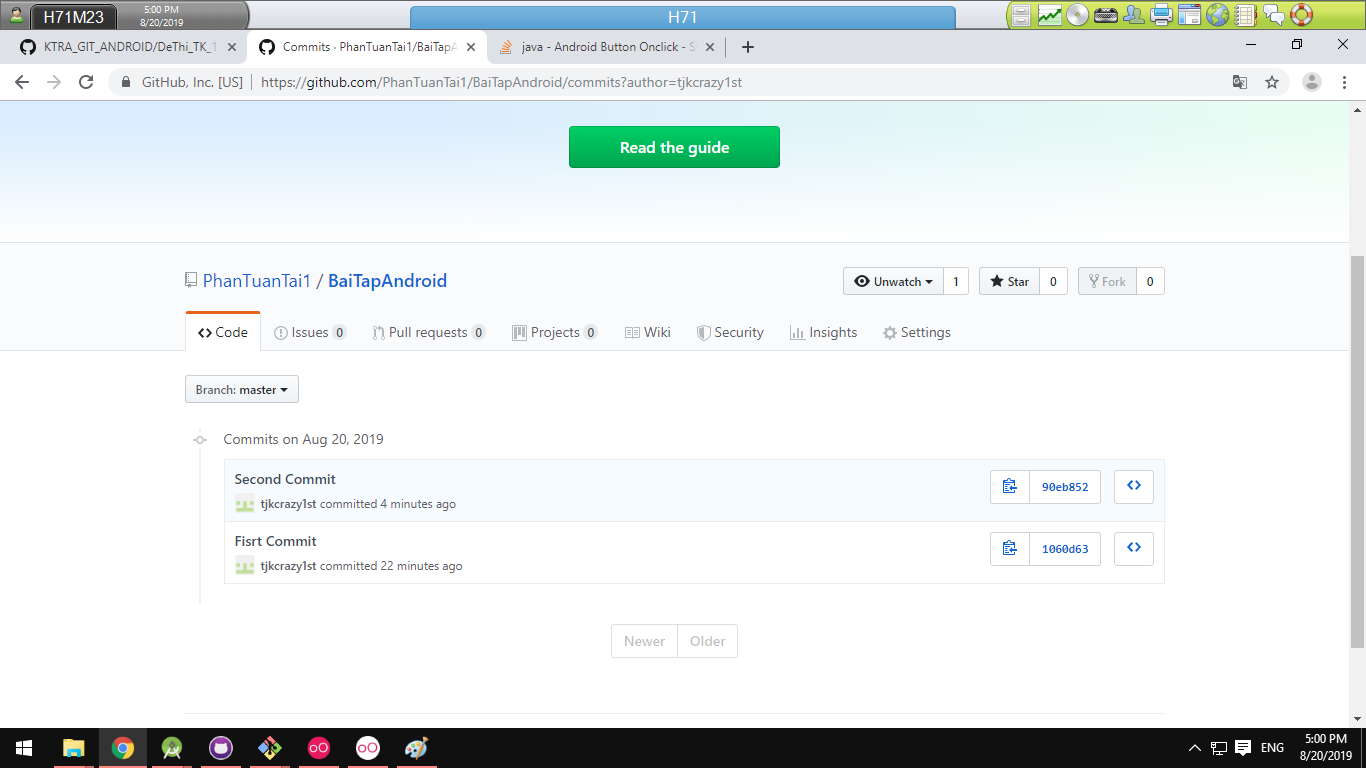 H71M23
5:00 PM
8/20/2019
H71
KTRA_GIT_ANDROID/DeThi_TK_1
Commits · PhanTuanTai1/BaiTapA
java - Android Button Onclick - S
GitHub, Inc. [US]
https://github.com/PhanTuanTai1/BaiTapAndroid/commits?author=tjkcrazy1st
Read the guide
PhanTuanTai1 / BaiTapAndroid
Unwatch 1
Star 0
Fork 0
Code
Issues 0
Pull requests 0
Projects 0
Wiki
Security
Insights
Settings
Branch: master
Commits on Aug 20, 2019
Second Commit
90eb852
tjkcrazy1st committed 4 minutes ago
Fisrt Commit
1060d63
tjkcrazy1st committed 22 minutes ago
Newer
Older
ENG
5:00 PM
8/20/2019